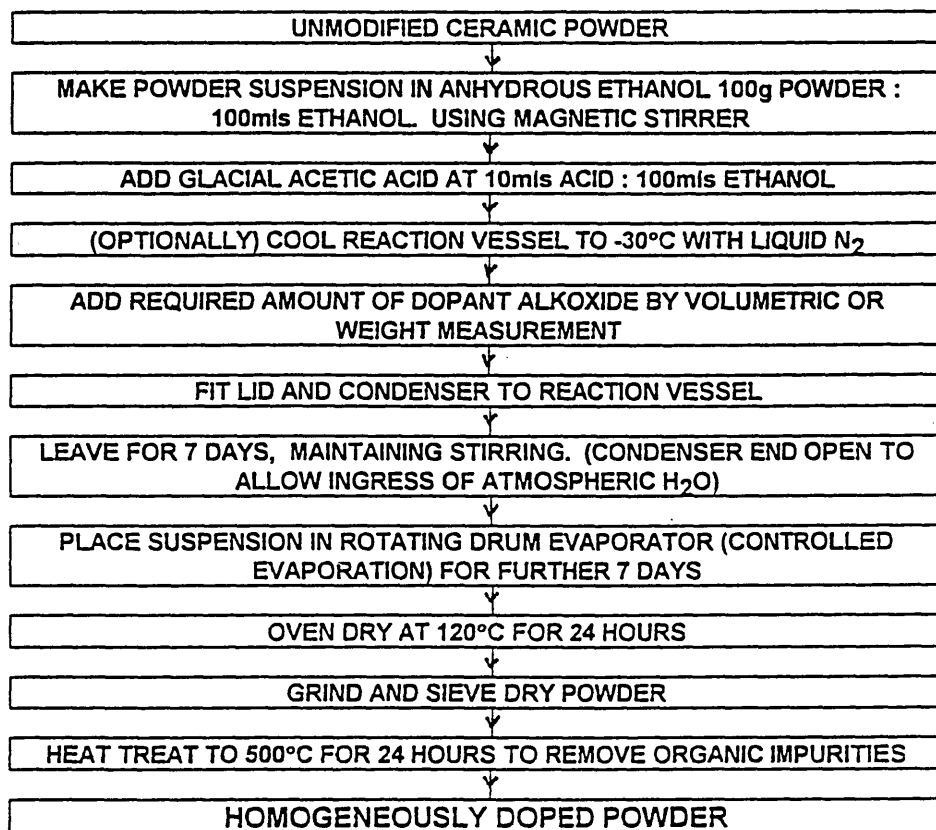 UNMODIFIED CERAMIC POWDER
MAKE POWDER SUSPENSION IN ANHYDROUS ETHANOL 100g POWDER :
100mls ETHANOL. USING MAGNETIC STIRRER
ADD GLACIAL ACETIC ACID AT 10mls ACID : 100mls ETHANOL
(OPTIONALLY) COOL REACTION VESSEL TO -30°C WITH LIQUID N2
ADD REQUIRED AMOUNT OF DOPANT ALKOXIDE BY VOLUMETRIC OR
WEIGHT MEASUREMENT
FIT LID AND CONDENSER TO REACTION VESSEL
LEAVE FOR 7 DAYS, MAINTAINING STIRRING. (CONDENSER END OPEN TO
ALLOW INGRESS OF ATMOSPHERIC H2O)
PLACE SUSPENSION IN ROTATING DRUM EVAPORATOR (CONTROLLED
EVAPORATION) FOR FURTHER 7 DAYS
OVEN DRY AT 120°C FOR 24 HOURS
GRIND AND SIEVE DRY POWDER
HEAT TREAT TO 500°C FOR 24 HOURS TO REMOVE ORGANIC IMPURITIES
HOMOGENEOUSLY DOPED POWDER